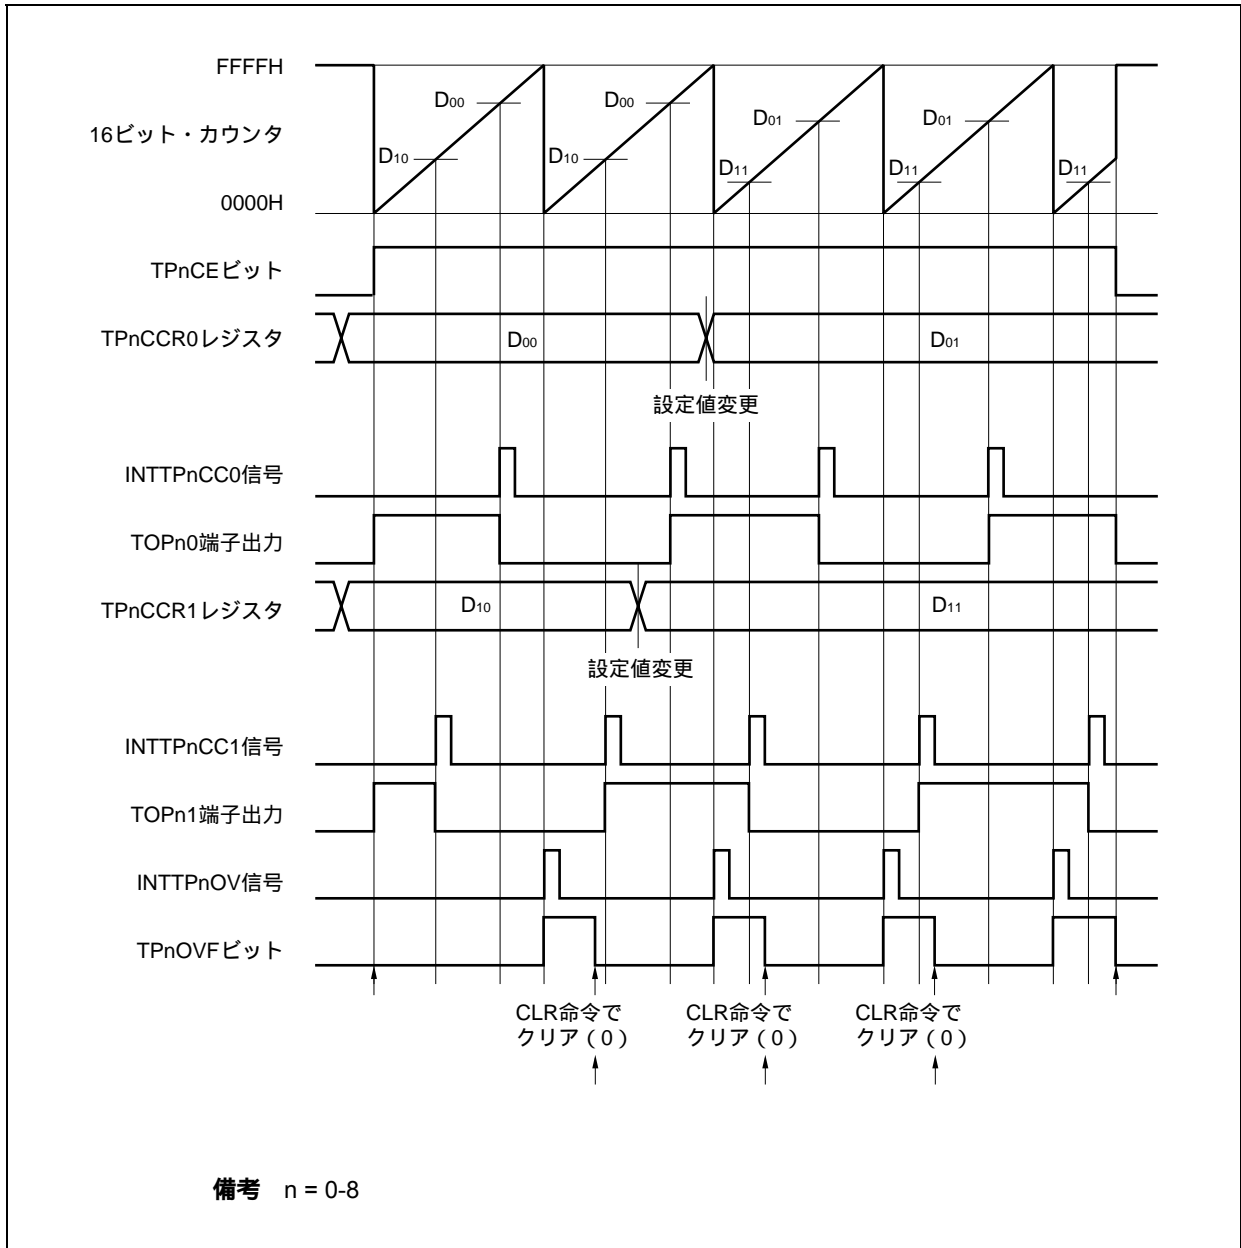 FFFFH
D00
D00
D01
D01
16ビット・カウンタ
D10
D10
D11
D11
D11
0000H
TPnCEビット
TPnCCR0レジスタ
D00
D01
設定値変更
INTTPnCC0信号
TOPn0端子出力
TPnCCR1レジスタ
D10
D11
設定値変更
INTTPnCC1信号
TOPn1端子出力
INTTPnOV信号
TPnOVFビット
CLR命令で
クリア（0）
CLR命令で
クリア（0）
CLR命令で
クリア（0）
備考 n = 0-8